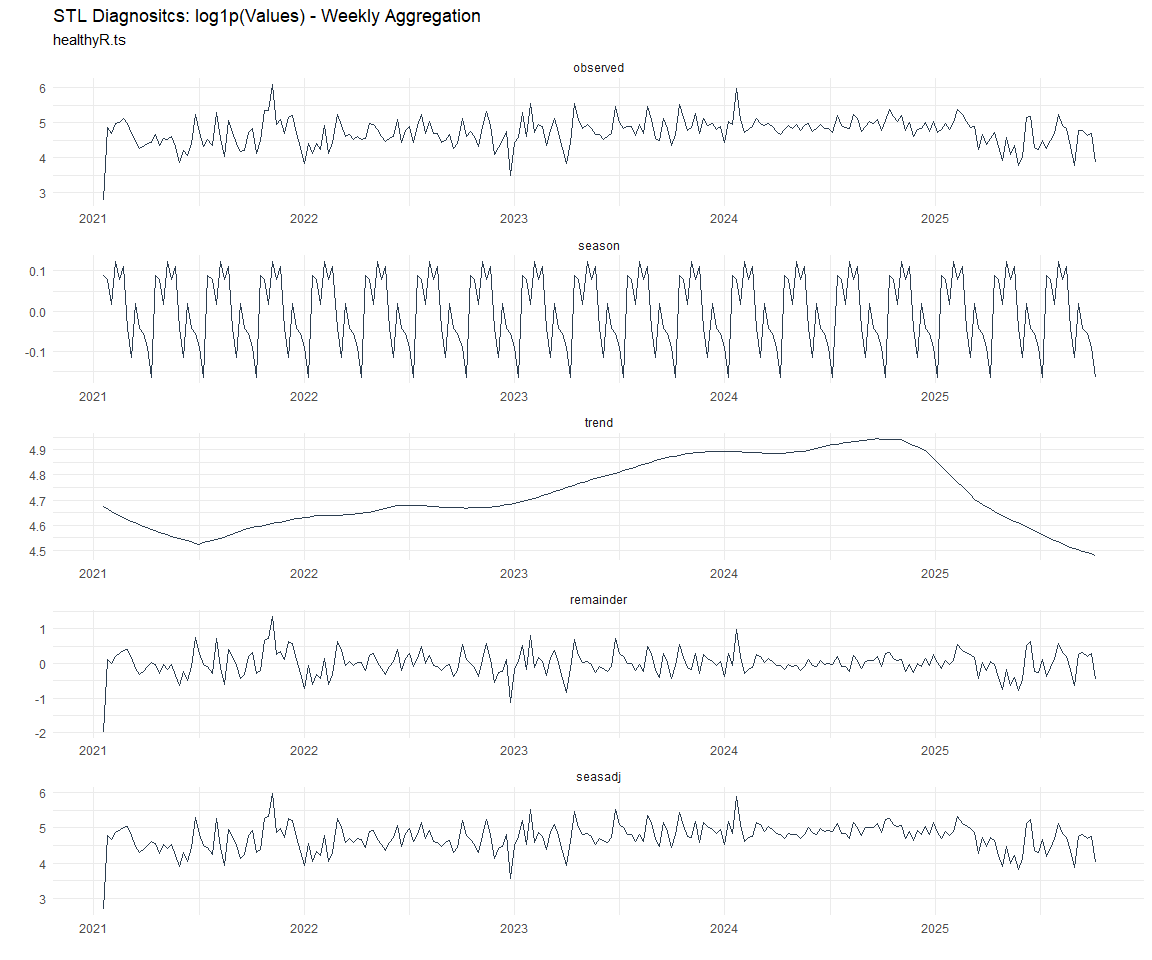 STL Diagnositcs: log1p(Values) - Weekly Aggregation
healthyR.ts
observed
6
5
4
3
2021 2022 2023 2024 2025
season
0.1
0.0
-0.1
2021 2022 2023 2024 2025
trend
4.9
4.8
4.7
4.6
4.5
2021 2022 2023 2024 2025
remainder
1
0
-1
-2
2021 2022 2023 2024 2025
seasadj
6
5
4
3
2021 2022 2023 2024 2025